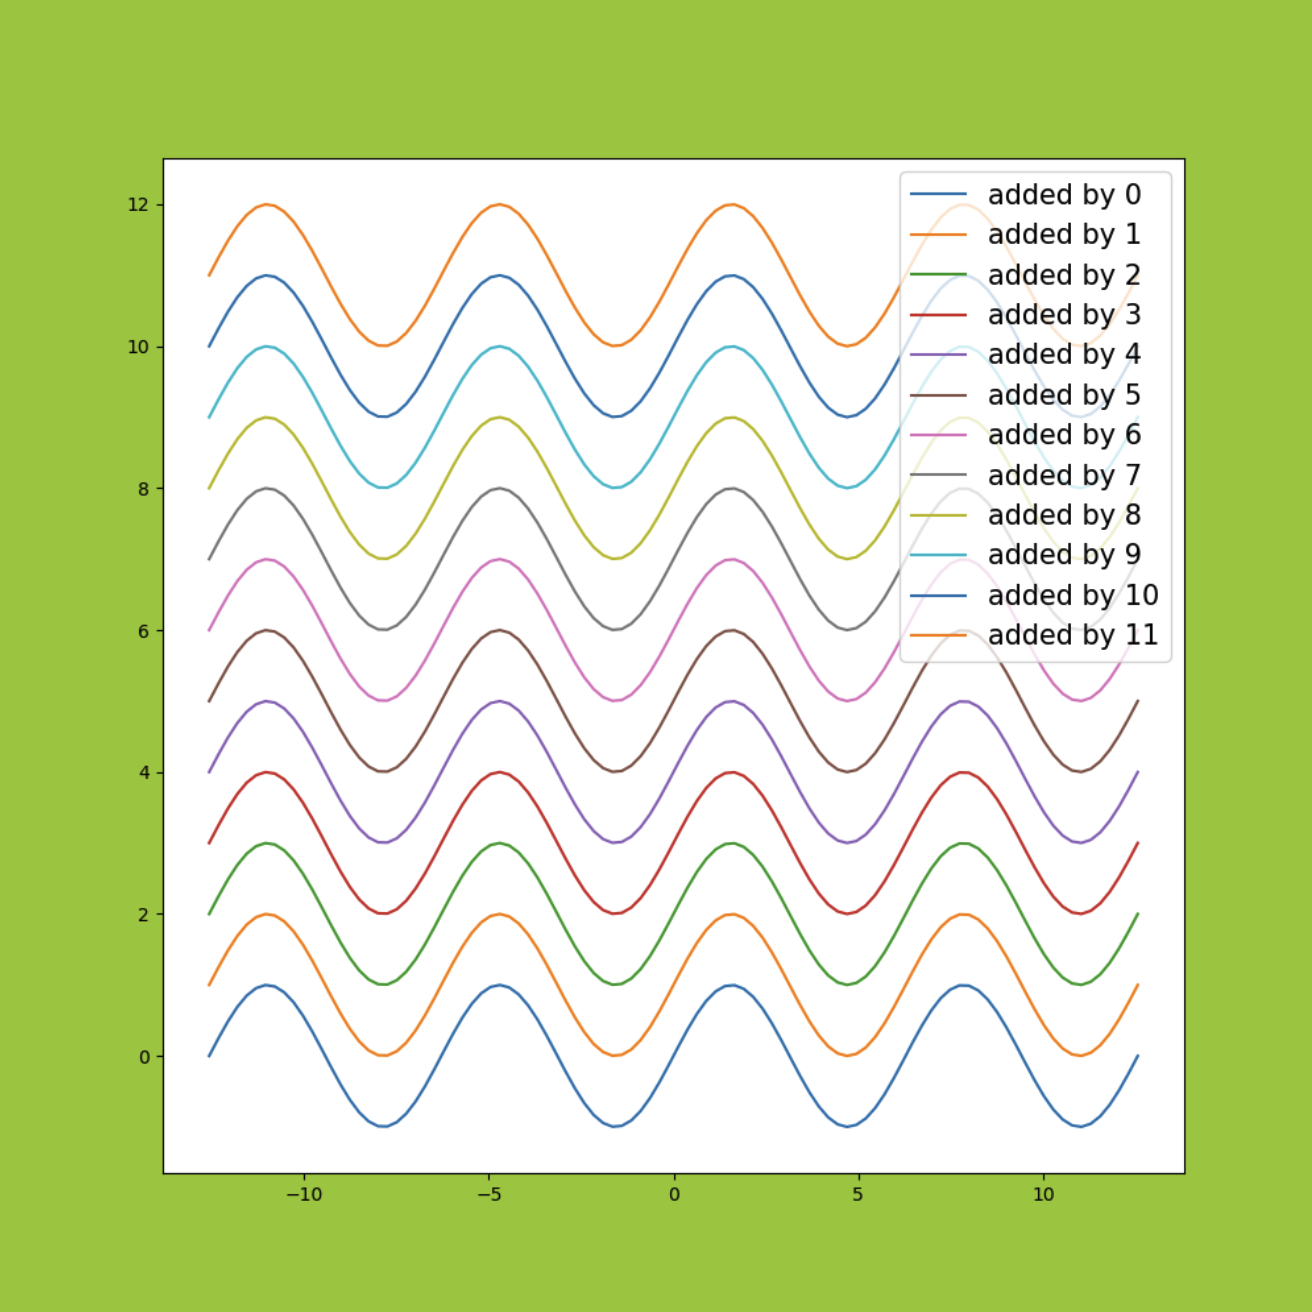 added by 0
added by 1
added by 2
added by 3
added by 4
added by 5
added by 6
added by 7
added by 8
added by 9
added by 10
added by 11
12
10
8
6
4
2
0
−10 −5 0 5 10